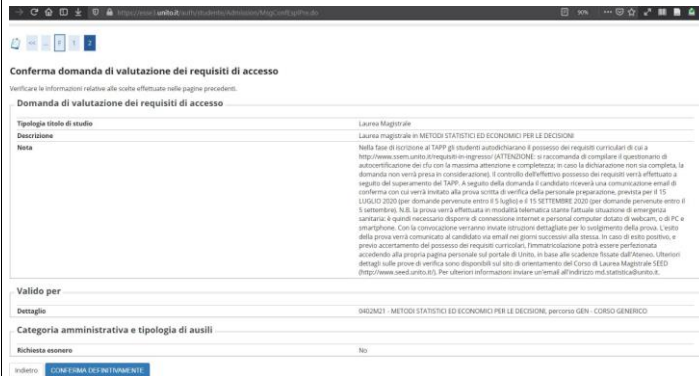 https://esse3.unito.it/auth/studente/Admission/MsgConfEsplPre.do
90%
<< ... F 1 2
Conferma domanda di valutazione dei requisiti di accesso
Verificare le informazioni relative alle scelte effettuate nelle pagine precedenti.
Domanda di valutazione dei requisiti di accesso
Tipologia titolo di studio Laurea Magistrale
Descrizione Laurea magistrale in METODI STATISTICI ED ECONOMICI PER LE DECISIONI
Nota Nella fase di iscrizione al TAPP gli studenti autodichiarano il possesso dei requisiti curriculari di cui a
http://www.ssem.unito.it/requisiti-in-ingresso/ (ATTENZIONE: si raccomanda di compilare il questionario di
autocertificazione dei cfu con la massima attenzione e completezza; in caso la dichiarazione non sia completa, la
domanda non verrà presa in considerazione). Il controllo dell'effettivo possesso dei requisiti verrà effettuato a
seguito del superamento del TAPP. A seguito della domanda il candidato riceverà una comunicazione email di
conferma con cui verrà invitato alla prova scritta di verifica della personale preparazione, prevista per il 15
LUGLIO 2020 (per domande pervenute entro il 5 luglio) e il 15 SETTEMBRE 2020 (per domande pervenute entro il
5 settembre). N.B. la prova verrà effettuata in modalità telematica stante l'attuale situazione di emergenza
sanitaria: è quindi necessario disporre di connessione internet e personal computer dotato di webcam, o di PC e
smartphone. Con la convocazione verranno inviate istruzioni dettagliate per lo svolgimento della prova. L'esito
della prova verrà comunicato al candidato via email nei giorni successivi alla stessa. In caso di esito positivo, e
previo accertamento del possesso dei requisiti curricolari, l'immatricolazione potrà essere perfezionata
accedendo alla propria pagina personale sul portale di Unito, in base alle scadenze fissate dall'Ateneo. Ulteriori
dettagli sulle prove di verifica sono disponibili sul sito di orientamento del Corso di Laurea Magistrale SEED
(http://www.seed.unito.it/). Per ulteriori informazioni inviare un'email all'indirizzo md.statistica@unito.it.
Valido per
Dettaglio 0402M21 - METODI STATISTICI ED ECONOMICI PER LE DECISIONI, percorso GEN - CORSO GENERICO
Categoria amministrativa e tipologia di ausili
Richiesta esonero No
Indietro CONFERMA DEFINITIVAMENTE